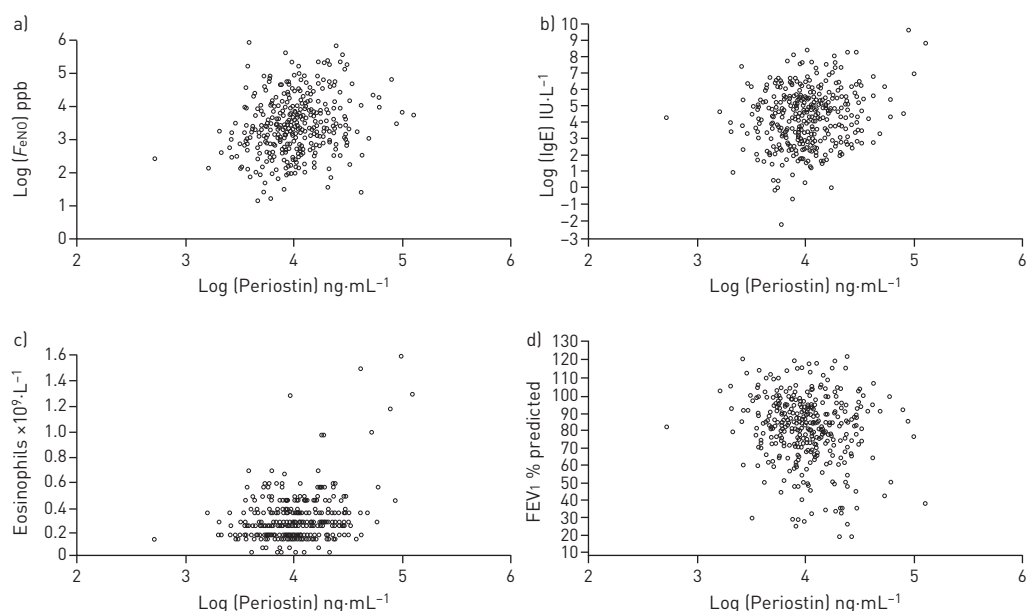 a)
6
5
4
3
2
1
0
Log (FeNO) ppb
2 3 4 5 6
Log (Periostin) ng·mL⁻¹
b)
10
9
8
7
6
5
4
3
2
1
0
–1
–2
–3
Log (IgE) IU·L⁻¹
2 3 4 5 6
Log (Periostin) ng·mL⁻¹
c)
1.6
1.4
1.2
1.0
0.8
0.6
0.4
0.2
0
Eosinophils ×10⁹·L⁻¹
2 3 4 5 6
Log (Periostin) ng·mL⁻¹
d)
130
120
110
100
90
80
70
60
50
40
30
20
10
FEV₁ % predicted
2 3 4 5 6
Log (Periostin) ng·mL⁻¹